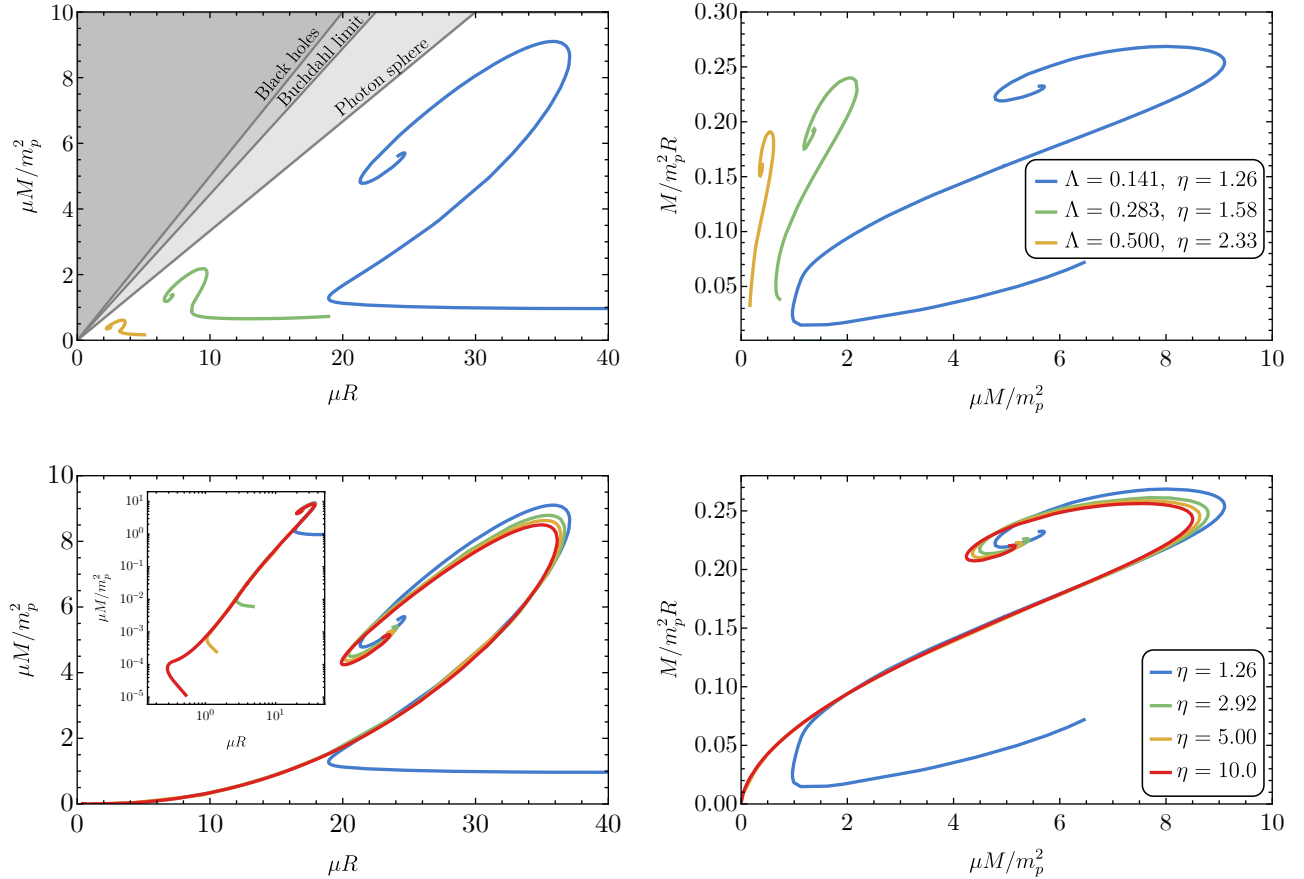 10
8
6
4
2
0
μM/m_p^2
Black holes
Buchdahl limit
Photon sphere
0 10 20 30 40
μR
0.30
0.25
0.20
0.15
0.10
0.05
M/m_p^2 R
Λ = 0.141, η = 1.26
Λ = 0.283, η = 1.58
Λ = 0.500, η = 2.33
0 2 4 6 8 10
μM/m_p^2
10
8
6
4
2
0
μM/m_p^2
10^1
10^0
10^{-1}
10^{-2}
10^{-3}
10^{-4}
10^{-5}
μM/m_p^2
10^0 10^1
μR
0 10 20 30 40
μR
0.25
0.20
0.15
0.10
0.05
0.00
M/m_p^2 R
η = 1.26
η = 2.92
η = 5.00
η = 10.0
0 2 4 6 8 10
μM/m_p^2